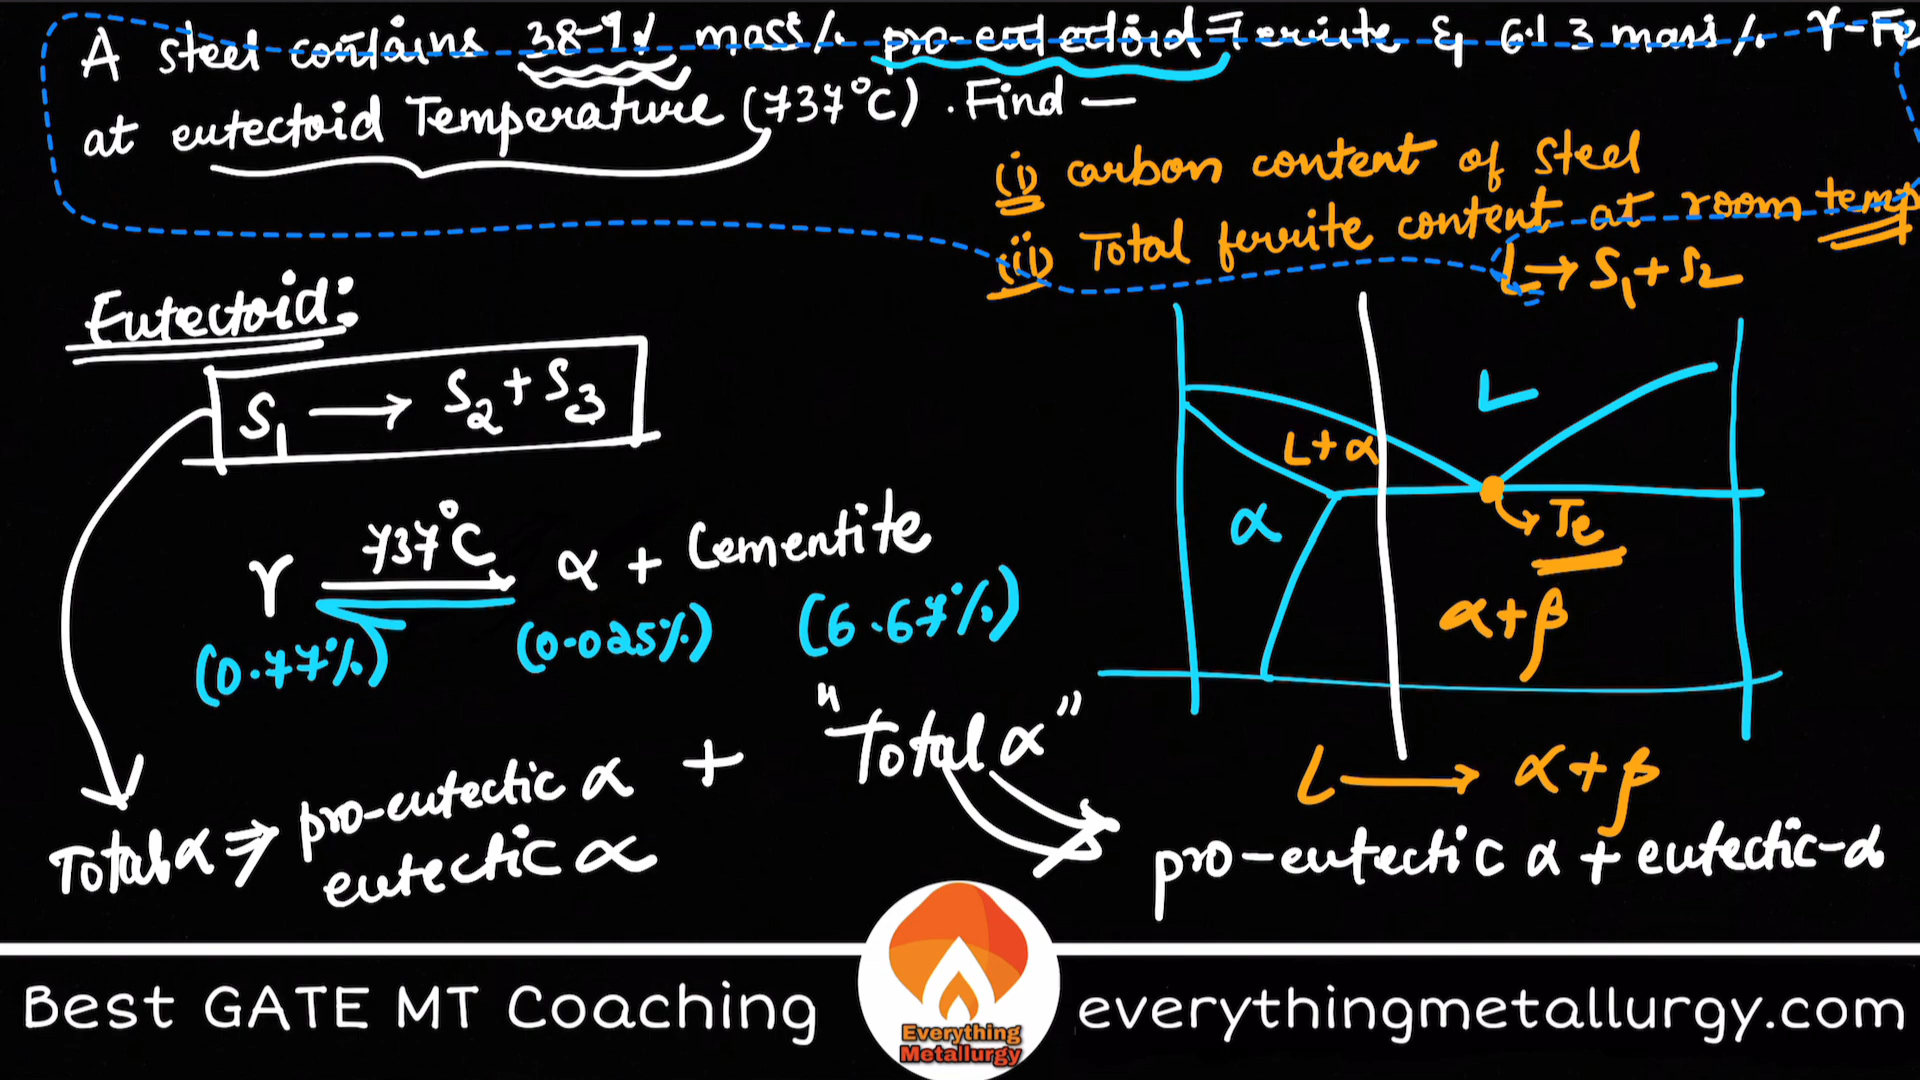 A steel contains 38.71 mass% pro-eutectoid Ferrite & 61.3 mass% γ-Fe
at eutectoid Temperature (737°C). Find —
(i) carbon content of steel
(ii) Total ferrite content at room temp
L → S1 + S2
Eutectoid:
S1 → S2 + S3
L
L+α
α
Te
α+β
737°C
γ α + Cementite
(0.77%) (0.025%) (6.67%)
"Total α"
L → α+β
Total α ⇒ pro-eutectic α +
eutectic α
pro-eutectic α + eutectic-α
Best GATE MT Coaching
Everything
Metallurgy
everythingmetallurgy.com